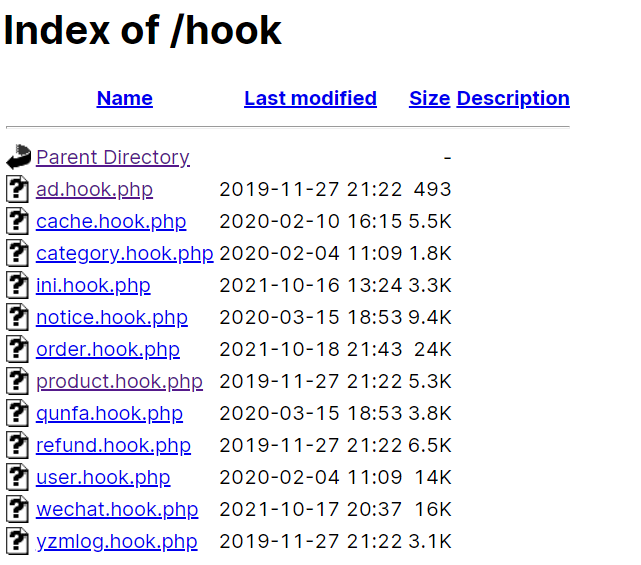 Index of /hook
Name Last modified Size Description
Parent Directory -
ad.hook.php 2019-11-27 21:22 493
cache.hook.php 2020-02-10 16:15 5.5K
category.hook.php 2020-02-04 11:09 1.8K
ini.hook.php 2021-10-16 13:24 3.3K
notice.hook.php 2020-03-15 18:53 9.4K
order.hook.php 2021-10-18 21:43 24K
product.hook.php 2019-11-27 21:22 5.3K
qunfa.hook.php 2020-03-15 18:53 3.8K
refund.hook.php 2019-11-27 21:22 6.5K
user.hook.php 2020-02-04 11:09 14K
wechat.hook.php 2021-10-17 20:37 16K
yzmlog.hook.php 2019-11-27 21:22 3.1K